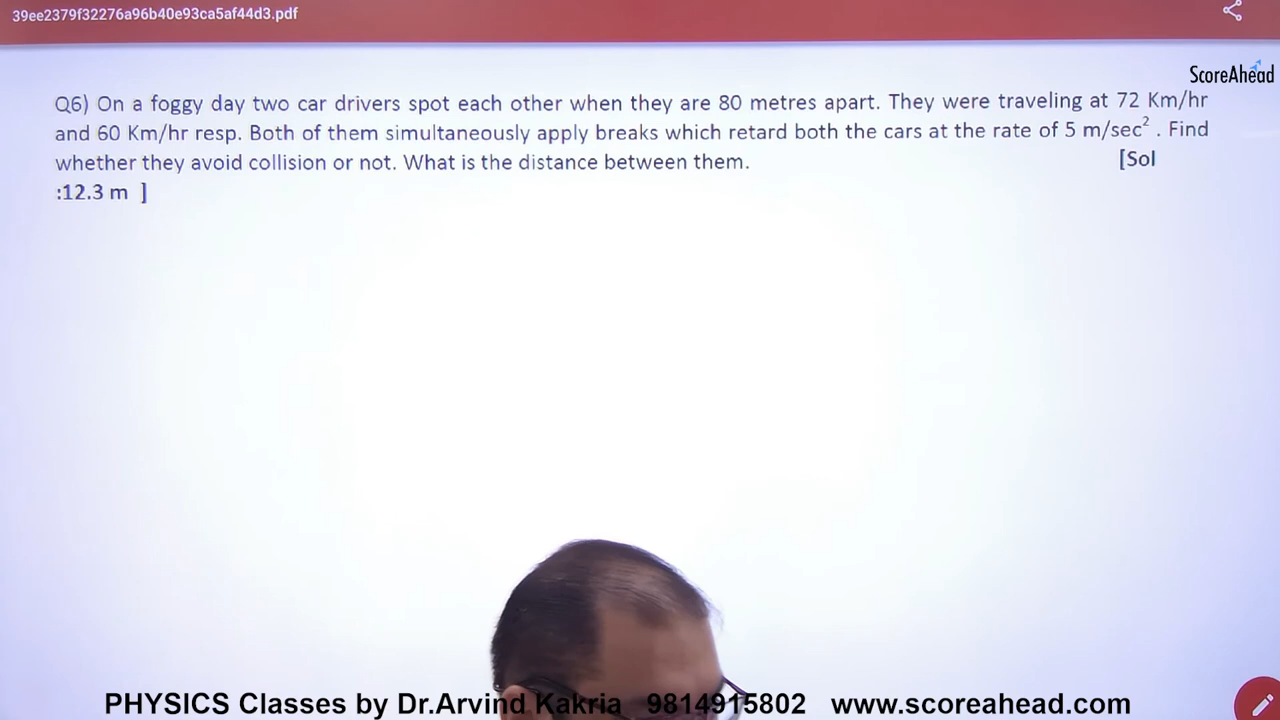 39ee2379f32276a96b40e93ca5af44d3.pdf
ScoreAhead
Q6) On a foggy day two car drivers spot each other when they are 80 metres apart. They were traveling at 72 Km/hr
and 60 Km/hr resp. Both of them simultaneously apply breaks which retard both the cars at the rate of 5 m/sec² . Find
whether they avoid collision or not. What is the distance between them. [Sol
:12.3 m ]
PHYSICS Classes by Dr.Arvind Kakria 9814915802 www.scoreahead.com